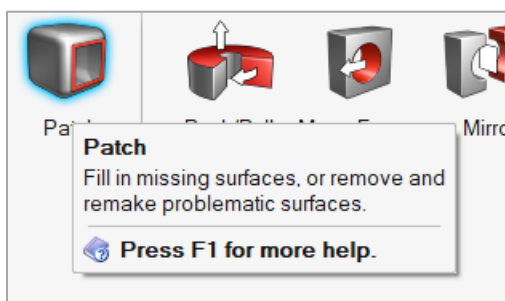 Patch
Fill in missing surfaces, or remove and
remake problematic surfaces.
Press F1 for more help.